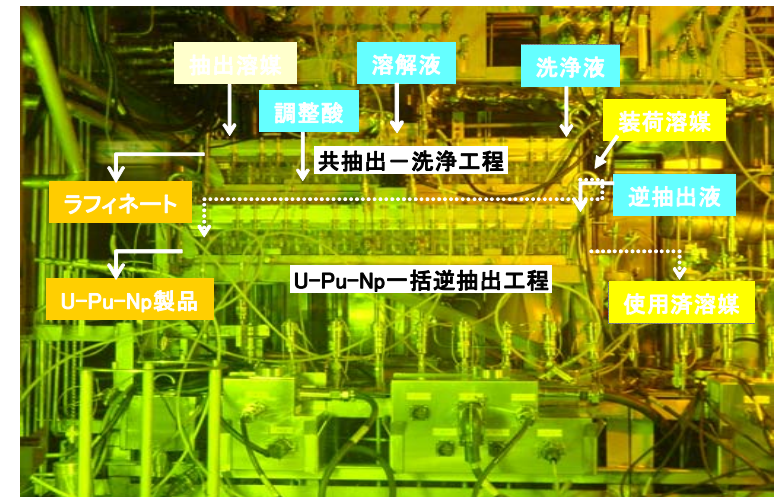 抽出溶媒
溶解液
洗浄液
調整酸
装荷溶媒
共抽出－洗浄工程
ラフィネート
逆抽出液
U-Pu-Np一括逆抽出工程
U-Pu-Np製品
使用済溶媒